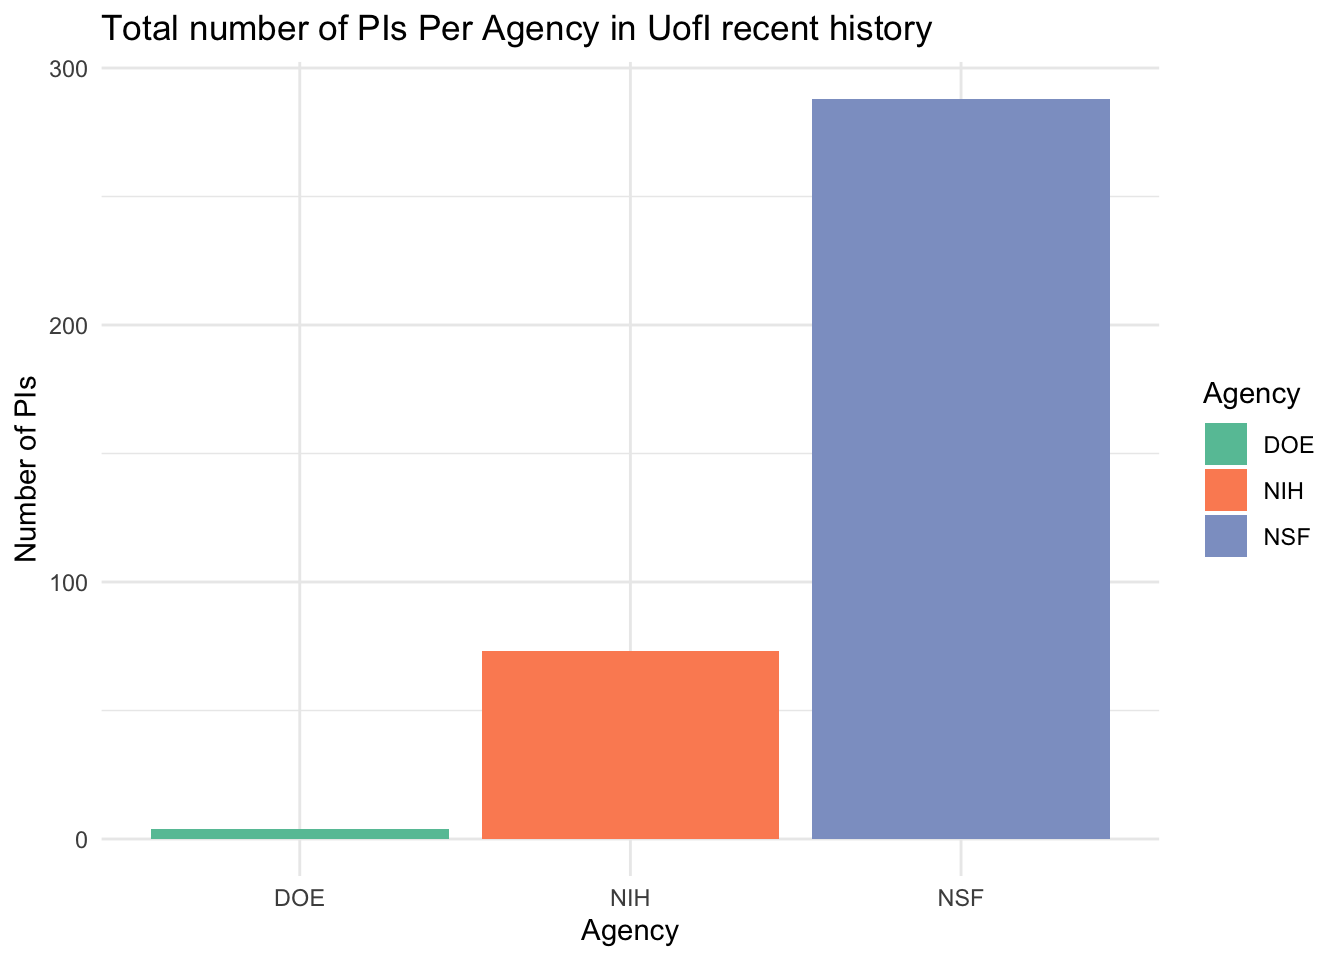 Total number of PIs Per Agency in UofI recent history
300
200
100
0
Number of PIs
DOE
NIH
NSF
Agency
Agency
DOE
NIH
NSF